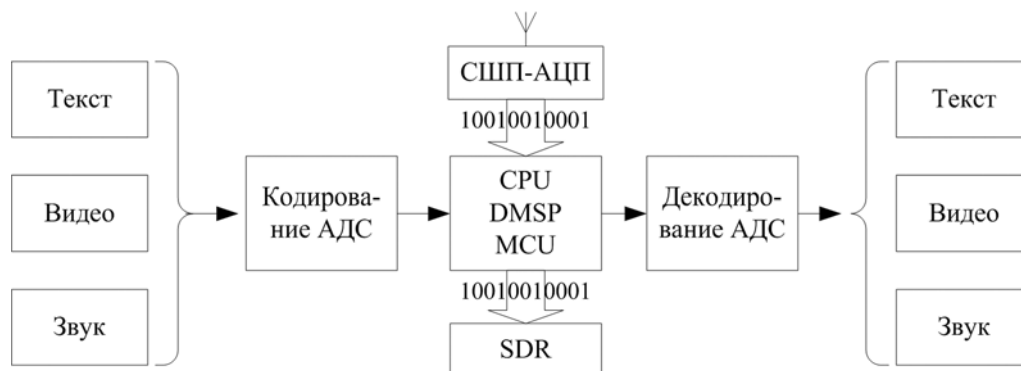 Текст
Видео
Звук
Кодирова-
ние АДС
СШП-АЦП
10010010001
CPU
DMSP
MCU
10010010001
SDR
Декодиро-
вание АДС
Текст
Видео
Звук